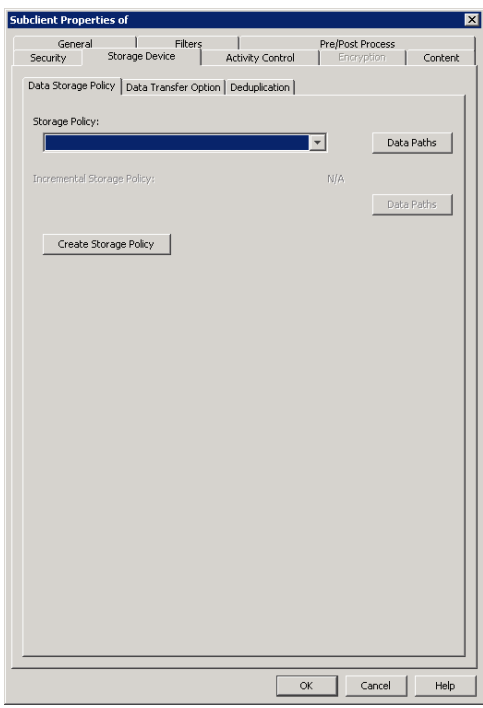 Subclient Properties of
General Filters Pre/Post Process
Security Storage Device Activity Control Encryption Content
Data Storage Policy Data Transfer Option Deduplication
Storage Policy:
Data Paths
Incremental Storage Policy: N/A
Data Paths
Create Storage Policy
OK Cancel Help